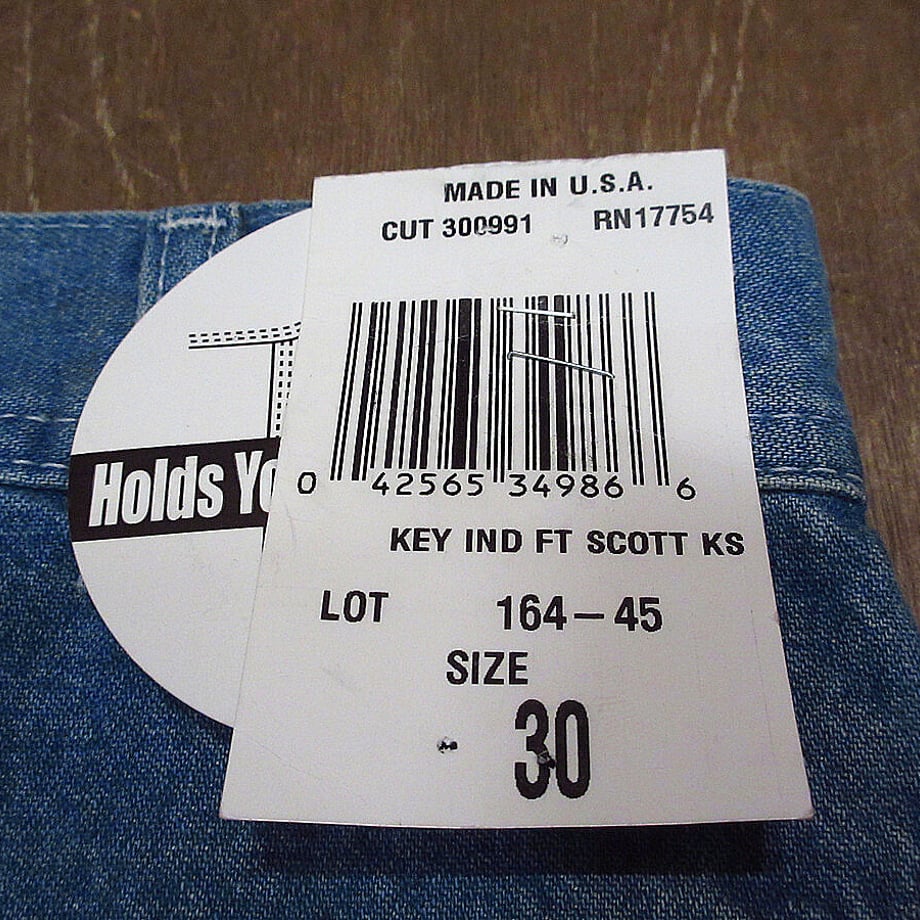 MADE IN U.S.A.
CUT 300991 RN17754
0 42565 34986 6
KEY IND FT SCOTT KS
LOT 164-45
SIZE
30
Holds